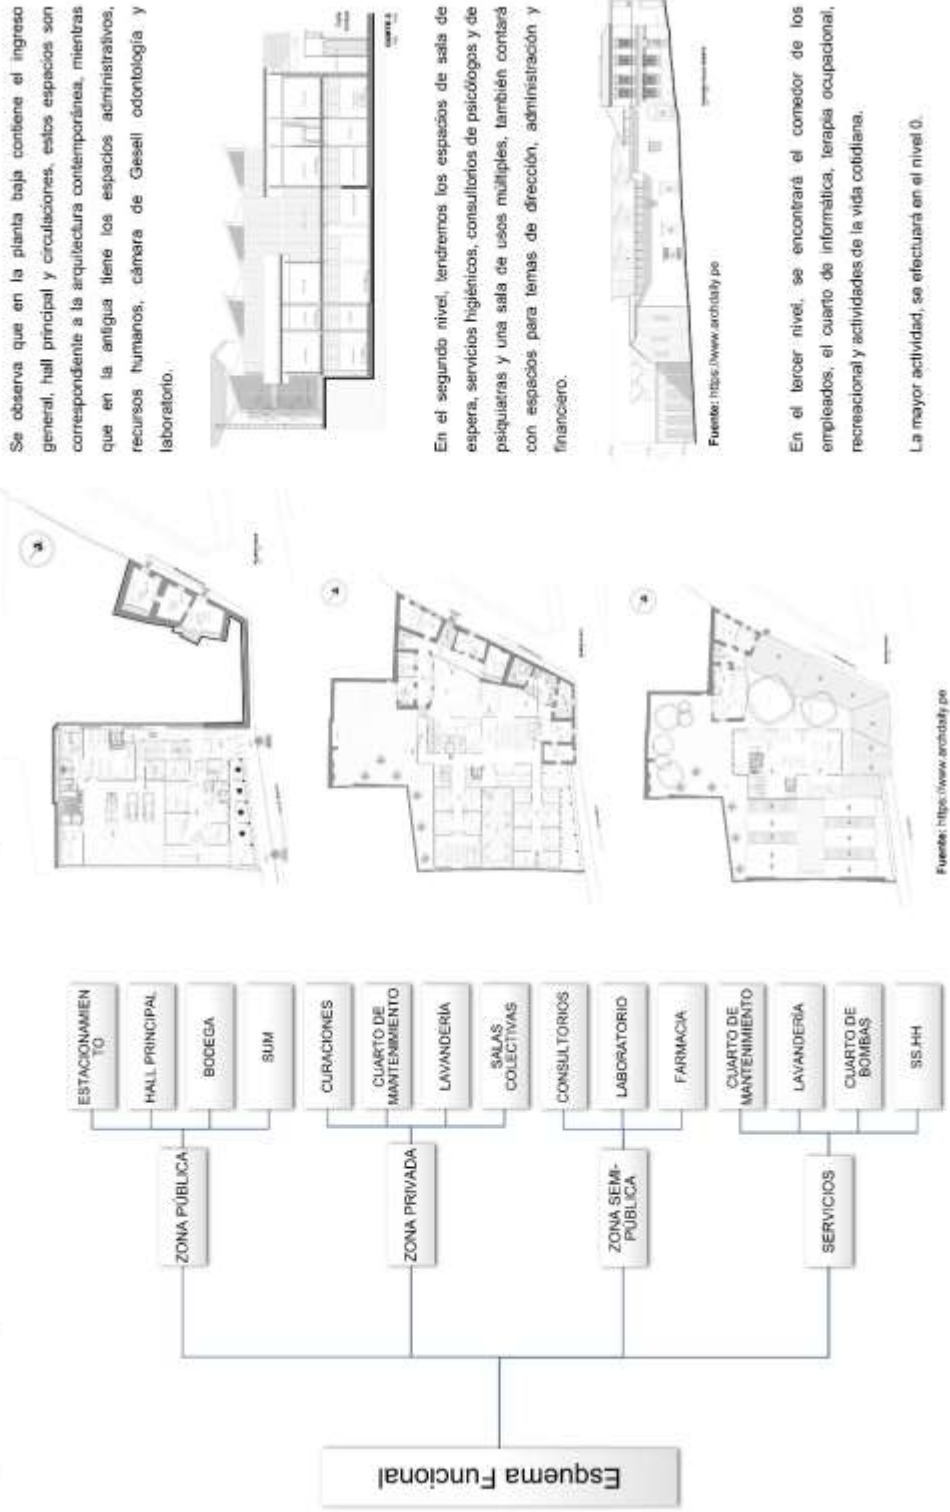 Esquema Funcional
ZONA PÚBLICA
ESTACIONAMIEN
TO
HALL PRINCIPAL
BODEGA
SUM
ZONA PRIVADA
CURACIONES
CUARTO DE
MANTENIMIENTO
LAVANDERÍA
SALAS
COLECTIVAS
ZONA SEMI-
PÚBLICA
CONSULTORIOS
LABORATORIO
FARMACIA
SERVICIOS
CUARTO DE
MANTENIMIENTO
LAVANDERÍA
CUARTO DE
BOMBAS
SS.HH
Fuente: https://www.archdaily.pe
Se observa que en la planta baja contiene el ingreso
general, hall principal y circulaciones, estos espacios son
correspondiente a la arquitectura contemporánea, mientras
que en la antigua tiene los espacios administrativos,
recursos humanos, cámara de Gesell odontología y
laboratorio.
En el segundo nivel, tendremos los espacios de sala de
espera, servicios higiénicos, consultorios de psicólogos y de
psiquiatras y una sala de usos múltiples, también contará
con espacios para temas de dirección, administración y
financiero.
Fuente: https://www.archdaily.pe
En el tercer nivel, se encontrará el comedor de los
empleados, el cuarto de informática, terapia ocupacional,
recreacional y actividades de la vida cotidiana.
La mayor actividad, se efectuará en el nivel 0.